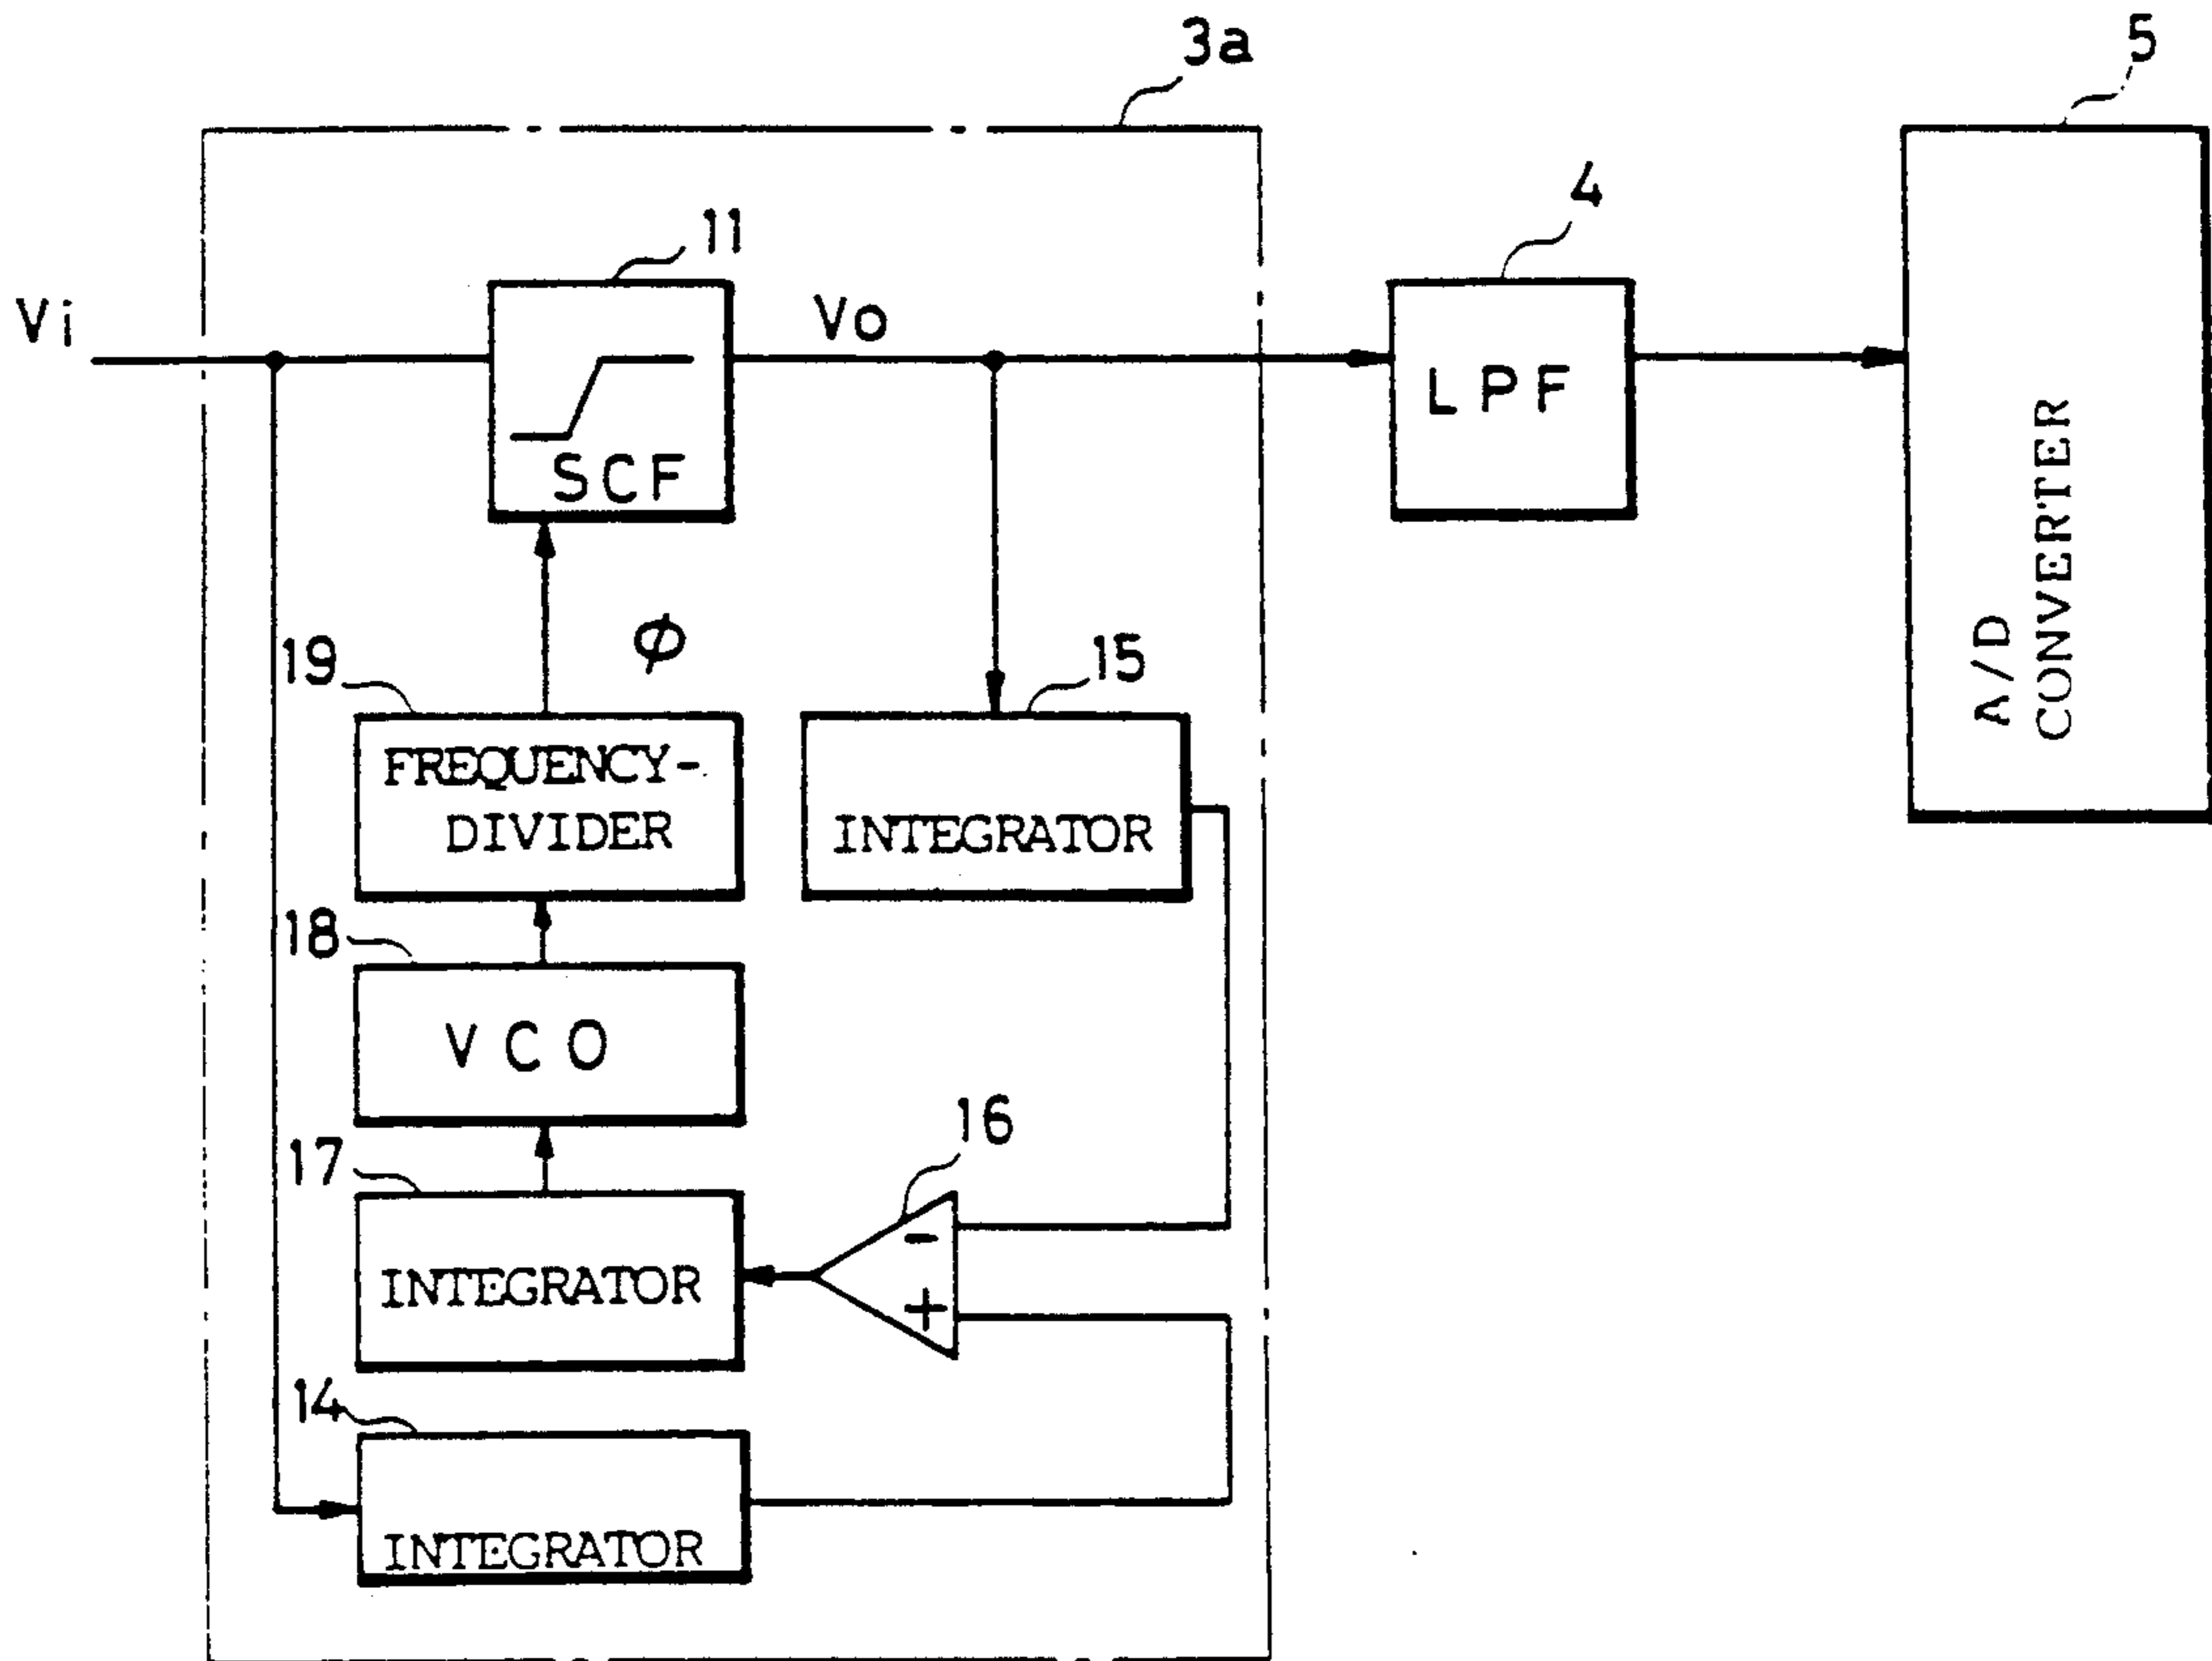 3a
5
11
4
Vi
Vo
LPF
SCF
A/D
CONVERTER
φ
19
15
FREQUENCY-
DIVIDER
INTEGRATOR
18
VCO
16
17
-
INTEGRATOR
+
14
INTEGRATOR